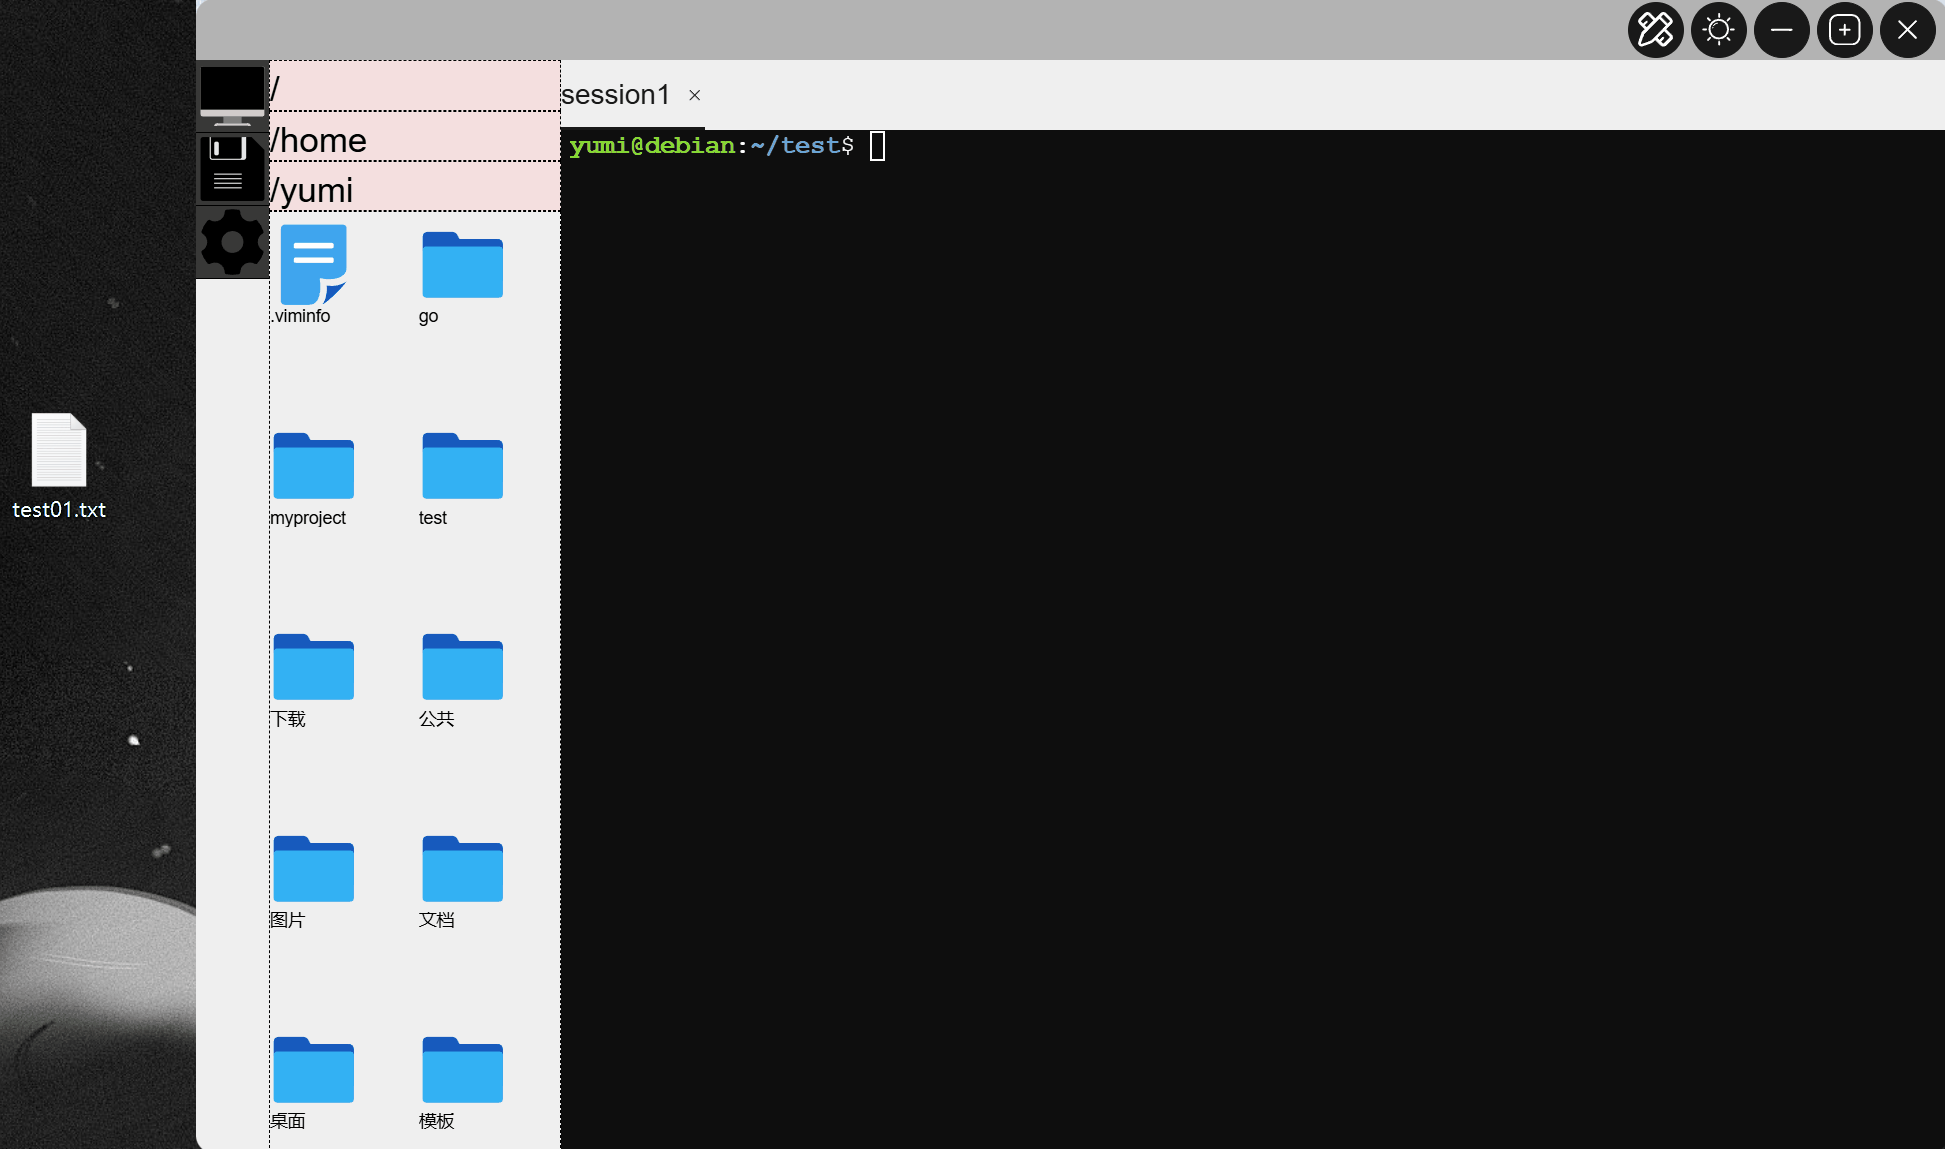 test01.txt
/
/home
/yumi
.viminfo
go
myproject
test
下载
公共
图片
文档
桌面
模板
session1 ×
yumi@debian:~/test$